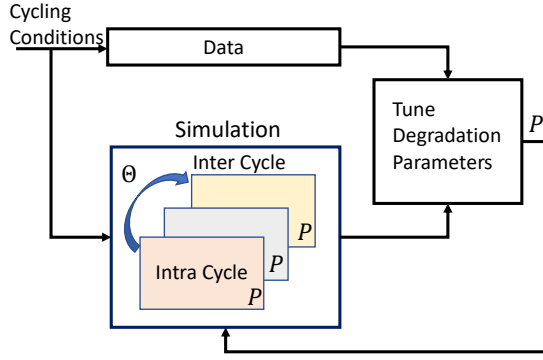 Cycling
Conditions
Data
Tune
Degradation
Parameters
P
Simulation
Θ
Inter Cycle
P
P
Intra Cycle
P